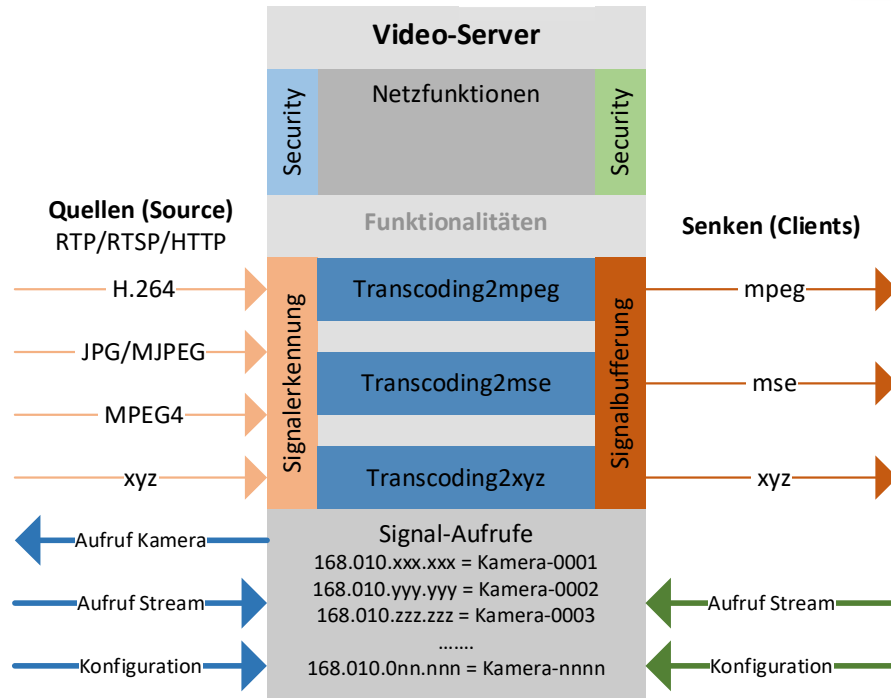 Video-Server
Netzfunktionen
Security
Security
Quellen (Source)
RTP/RTSP/HTTP
Funktionalitäten
Senken (Clients)
H.264
JPG/MJPEG
MPEG4
xyz
Signalerkennung
Transcoding2mpeg
Transcoding2mse
Transcoding2xyz
Signalbufferung
mpeg
mse
xyz
Aufruf Kamera
Aufruf Stream
Konfiguration
Signal-Aufrufe
168.010.xxx.xxx = Kamera-0001
168.010.yyy.yyy = Kamera-0002
168.010.zzz.zzz = Kamera-0003
.......
168.010.0nn.nnn = Kamera-nnnn
Aufruf Stream
Konfiguration